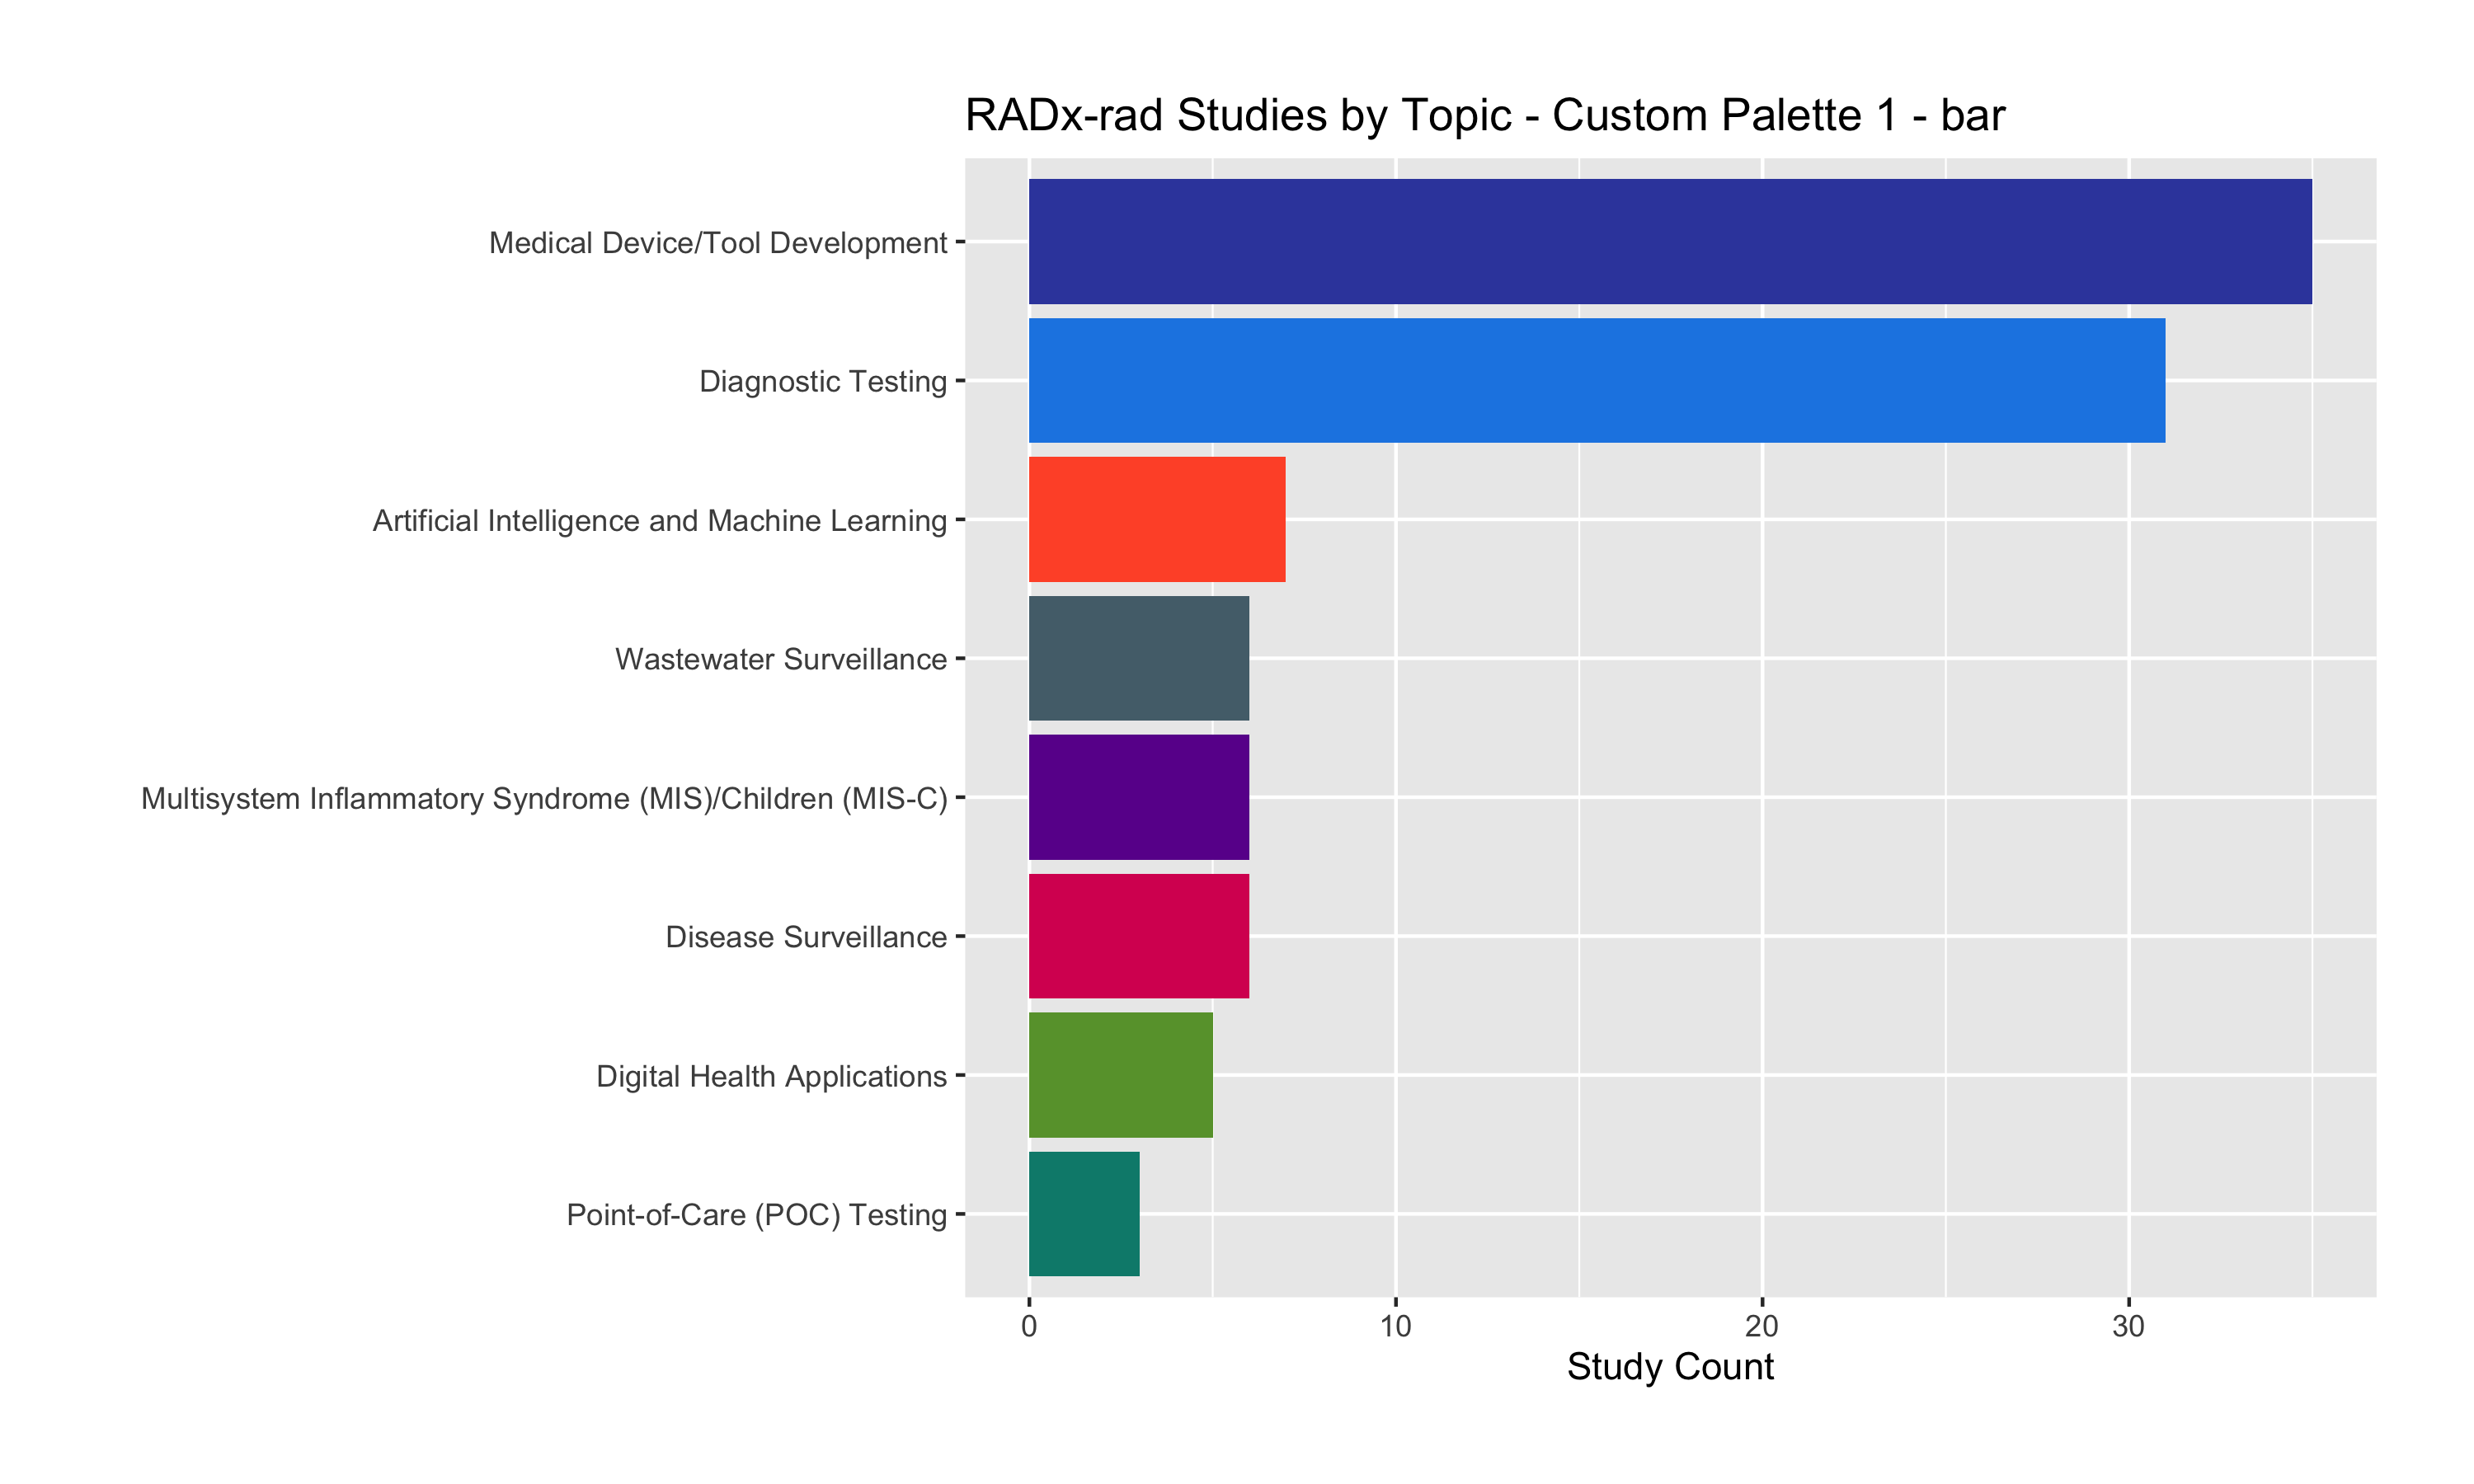 RADx-rad Studies by Topic - Custom Palette 1 - bar
Medical Device/Tool Development
Diagnostic Testing
Artificial Intelligence and Machine Learning
Wastewater Surveillance
Multisystem Inflammatory Syndrome (MIS)/Children (MIS-C)
Disease Surveillance
Digital Health Applications
Point-of-Care (POC) Testing
0 10 20 30
Study Count